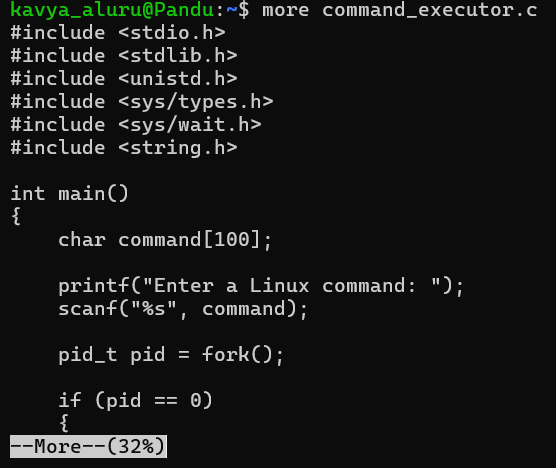 kavya_aluru@Pandu:~$ more command_executor.c
#include <stdio.h>
#include <stdlib.h>
#include <unistd.h>
#include <sys/types.h>
#include <sys/wait.h>
#include <string.h>

int main()
{
    char command[100];

    printf("Enter a Linux command: ");
    scanf("%s", command);

    pid_t pid = fork();

    if (pid == 0)
    {
--More--(32%)